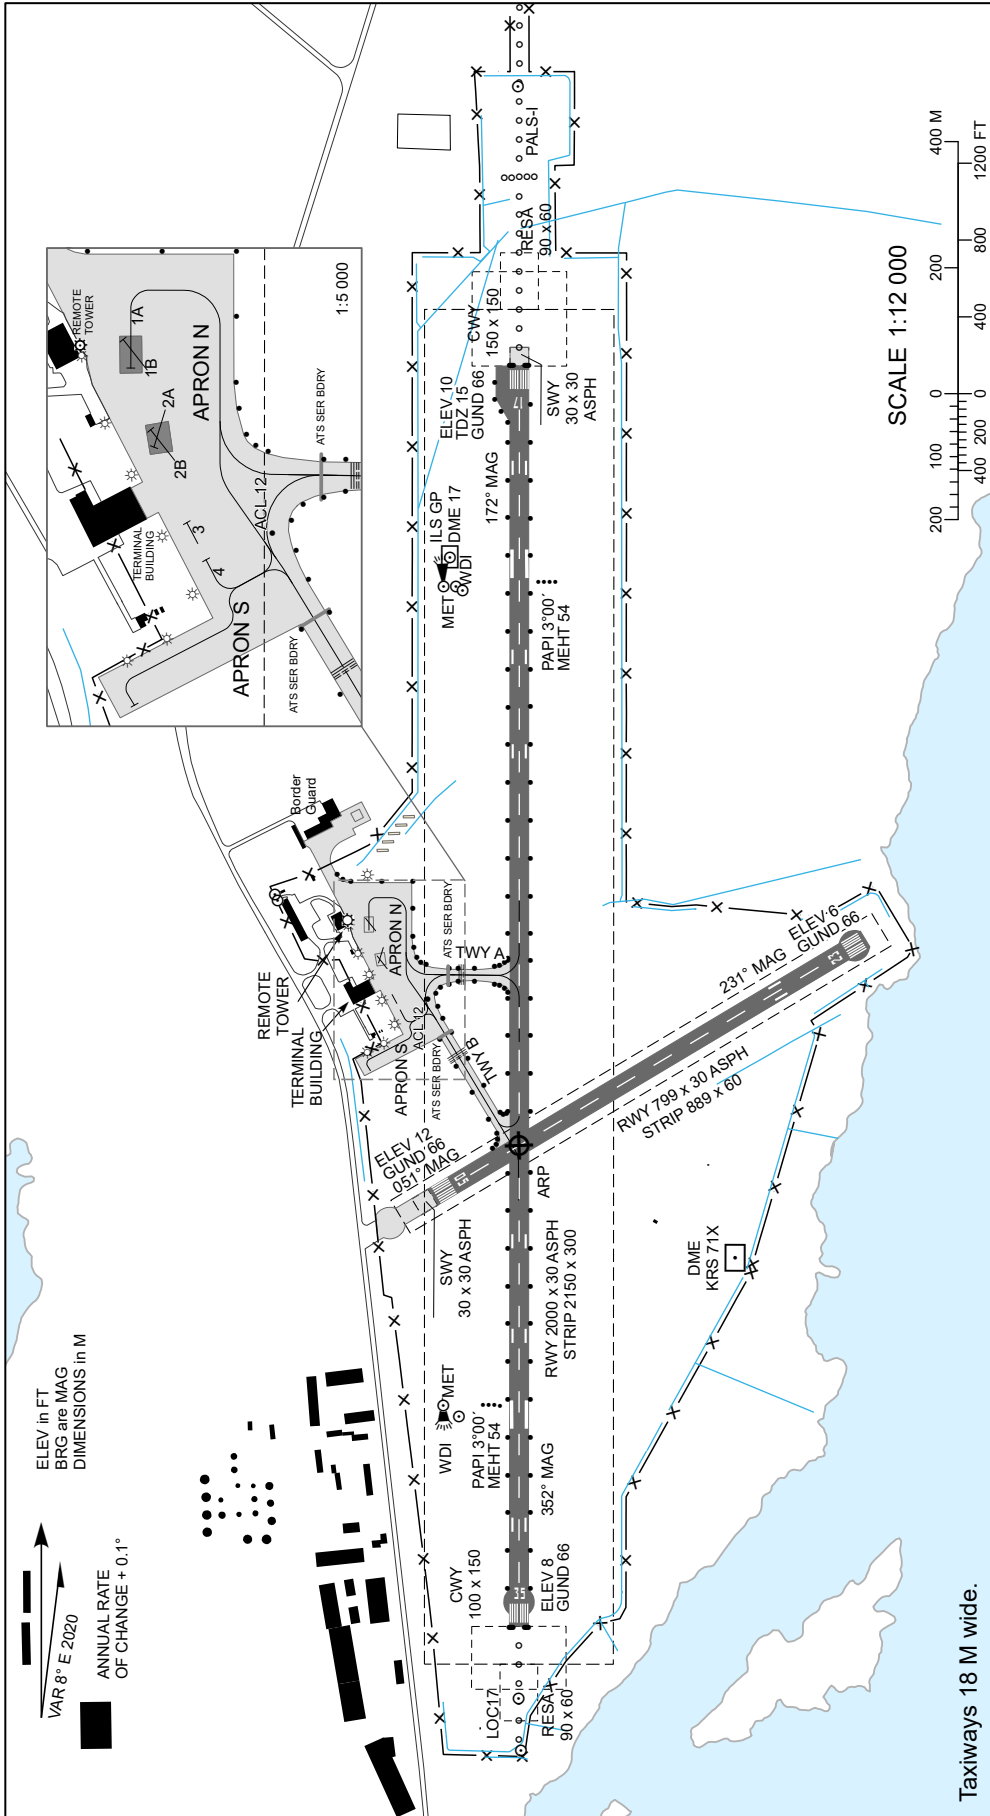 ELEV in FT
BRG are MAG
DIMENSIONS in M
VAR 8° E 2020
ANNUAL RATE
OF CHANGE + 0.1°
REMOTE
TOWER
1A
1B
2A
2B
3
4
APRON N
TERMINAL
BUILDING
ACL 12
ATS SER BDRY
APRON S
ATS SER BDRY
1:5 000
Border
Guard
REMOTE
TOWER
TERMINAL
BUILDING
APRON N
APRON S
ACL 12
ATS SER BDRY
ATS SER BDRY
TWY A
TWY B
ELEV 12
GUND 66
051° MAG
SWY
30 x 30 ASPH
05
WDI
MET
PAPI 3°00´
MEHT 54
CWY
100 x 150
352° MAG
35
ELEV 8
GUND 66
LOC17
RESA
90 x 60
RWY 2000 x 30 ASPH
STRIP 2150 x 300
ARP
MET
ILS GP
DME 17
WDI
PAPI 3°00´
MEHT 54
172° MAG
ELEV 10
TDZ 15
GUND 66
17
CWY
150 x 150
SWY
30 x 30
ASPH
RESA
90 x 60
PALS-I
231° MAG
ELEV 6
GUND 66
23
RWY 799 x 30 ASPH
STRIP 889 x 60
DME
KRS 71X
SCALE 1:12 000
200
100
0
200
400 M
400
200
0
400
800
1200 FT
Taxiways 18 M wide.